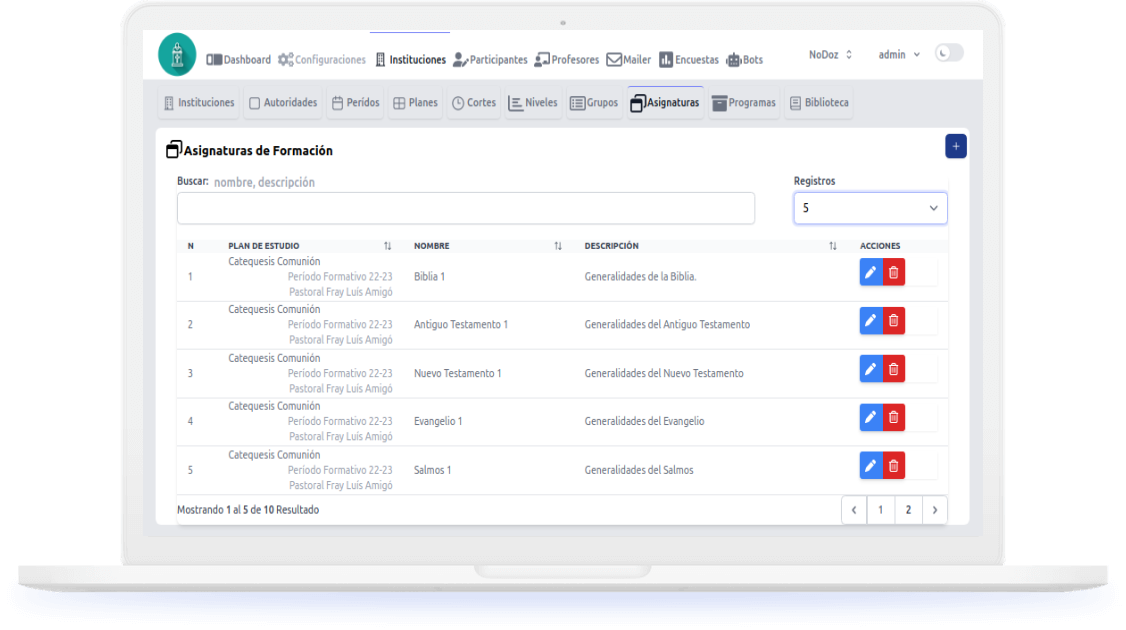 Dashboard Configuraciones Instituciones Participantes Profesores Mailer Encuestas Bots NoDoz admin
Instituciones Autoridades Peridos Planes Cortes Niveles Grupos Asignaturas Programas Biblioteca
Asignaturas de Formación +
Buscar: nombre, descripción Registros
5
N PLAN DE ESTUDIO NOMBRE DESCRIPCIÓN ACCIONES
Catequesis Comunión
1 Periodo Formativo 22-23 Biblia 1 Generalidades de la Biblia.
Pastoral Fray Luis Amigó
Catequesis Comunión
2 Periodo Formativo 22-23 Antiguo Testamento 1 Generalidades del Antiguo Testamento
Pastoral Fray Luis Amigó
Catequesis Comunión
3 Periodo Formativo 22-23 Nuevo Testamento 1 Generalidades del Nuevo Testamento
Pastoral Fray Luis Amigó
Catequesis Comunión
4 Periodo Formativo 22-23 Evangelio 1 Generalidades del Evangelio
Pastoral Fray Luis Amigó
Catequesis Comunión
5 Periodo Formativo 22-23 Salmos 1 Generalidades del Salmos
Pastoral Fray Luis Amigó
Mostrando 1 al 5 de 10 Resultado 1 2